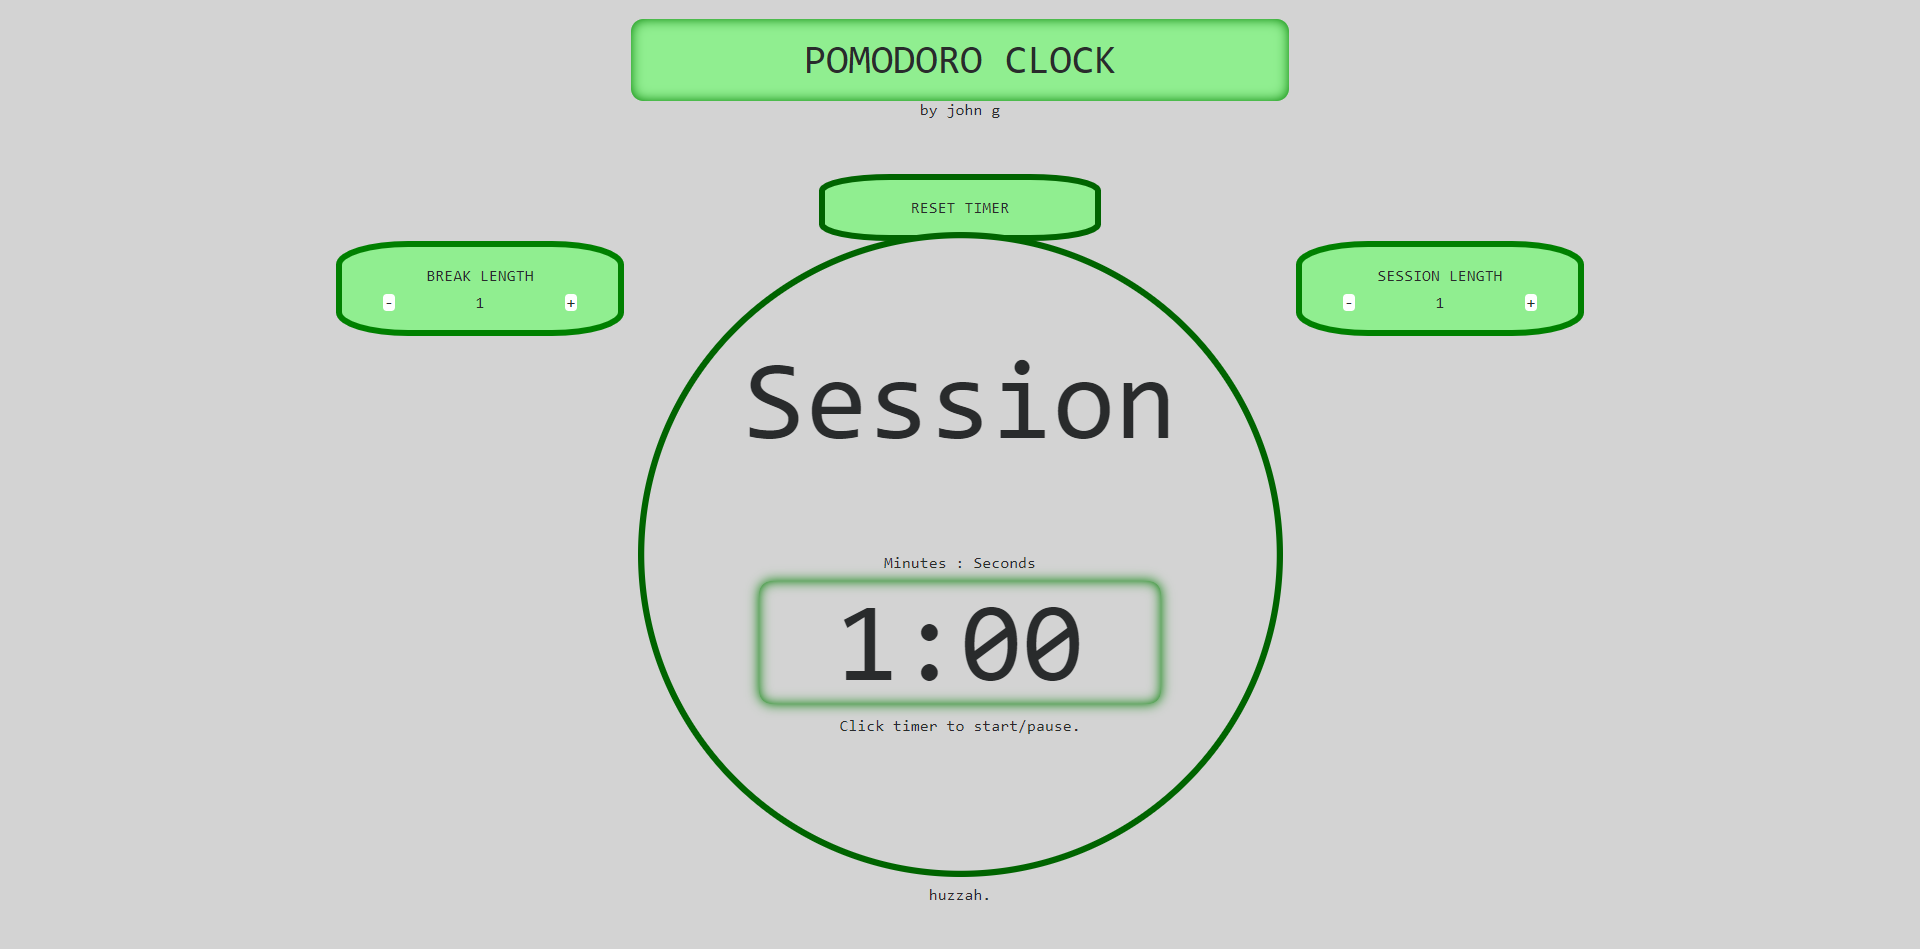 POMODORO CLOCK
by john g
RESET TIMER
BREAK LENGTH
- 1 +
SESSION LENGTH
- 1 +
Session
Minutes : Seconds
1:00
Click timer to start/pause.
huzzah.